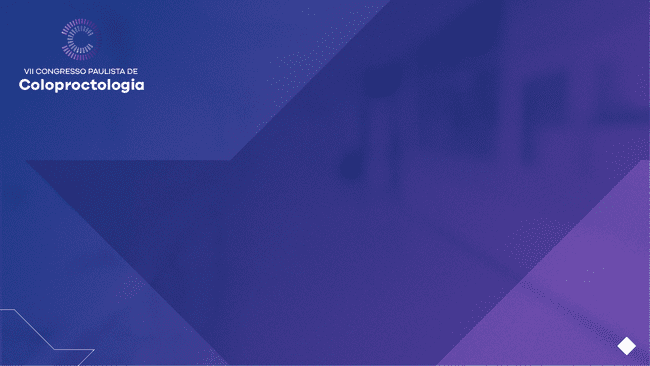 VII CONGRESSO PAULISTA DE
Coloproctologia